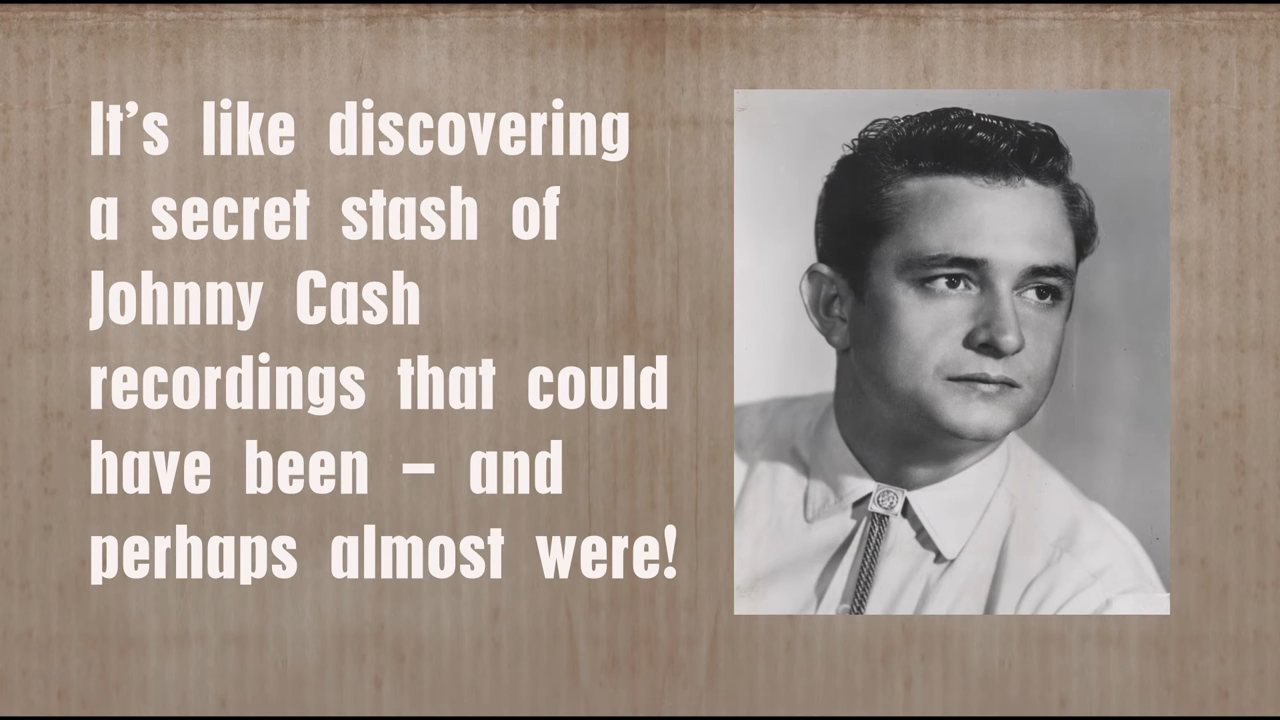 It’s like discovering
a secret stash of
Johnny Cash
recordings that could
have been – and
perhaps almost were!